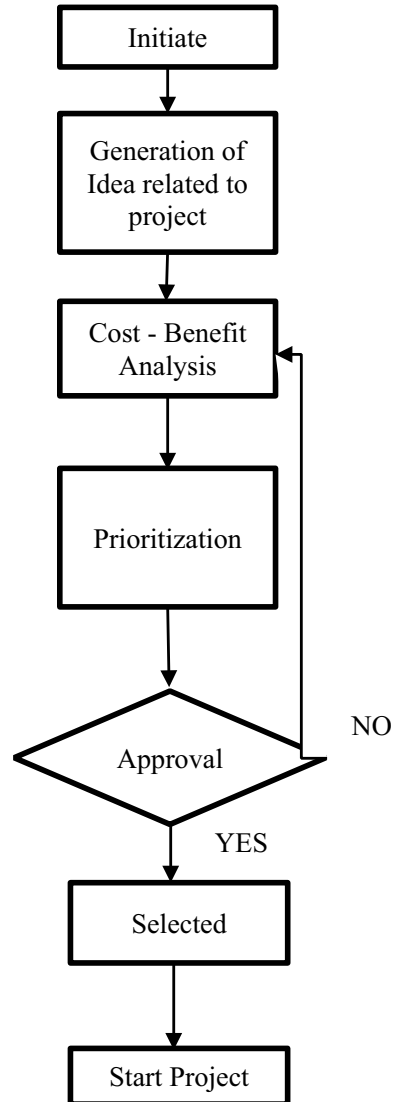 Initiate
Generation of
Idea related to
project
Cost - Benefit
Analysis
Prioritization
Approval
NO
YES
Selected
Start Project